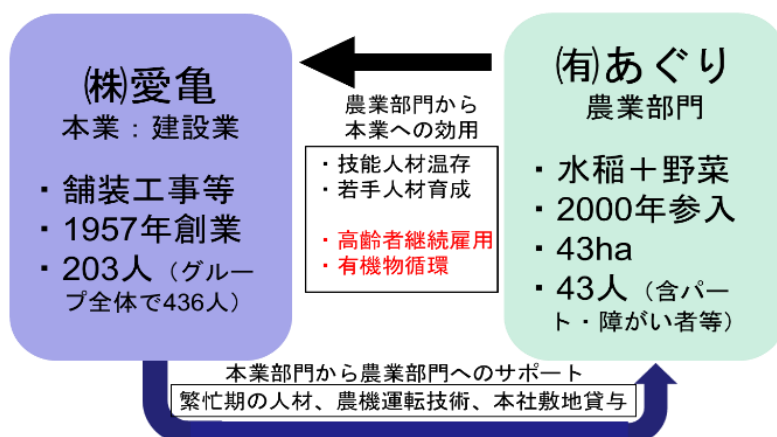 ㈱愛亀
本業：建設業
・舗装工事等
・1957年創業
・203人（グルー
プ全体で436人）
農業部門から
本業への効用
・技能人材温存
・若手人材育成
・高齢者継続雇用
・有機物循環
㈲あぐり
農業部門
・水稲＋野菜
・2000年参入
・43ha
・43人（含パー
ト・障がい者等）
本業部門から農業部門へのサポート
繁忙期の人材、農機運転技術、本社敷地貸与